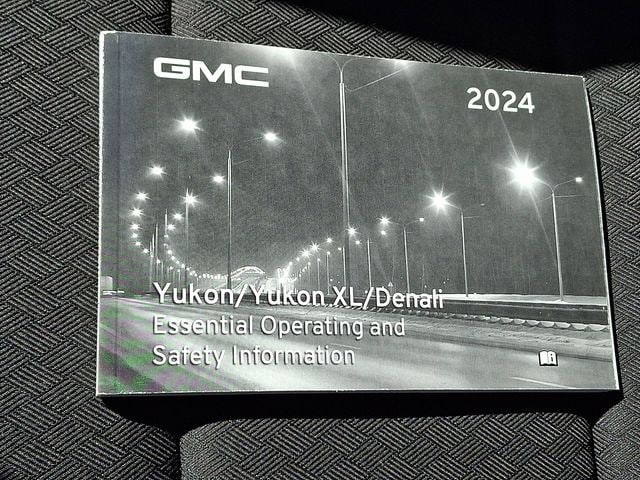 GMC
2024
Yukon/Yukon XL/Denali
Essential Operating and
Safety Information